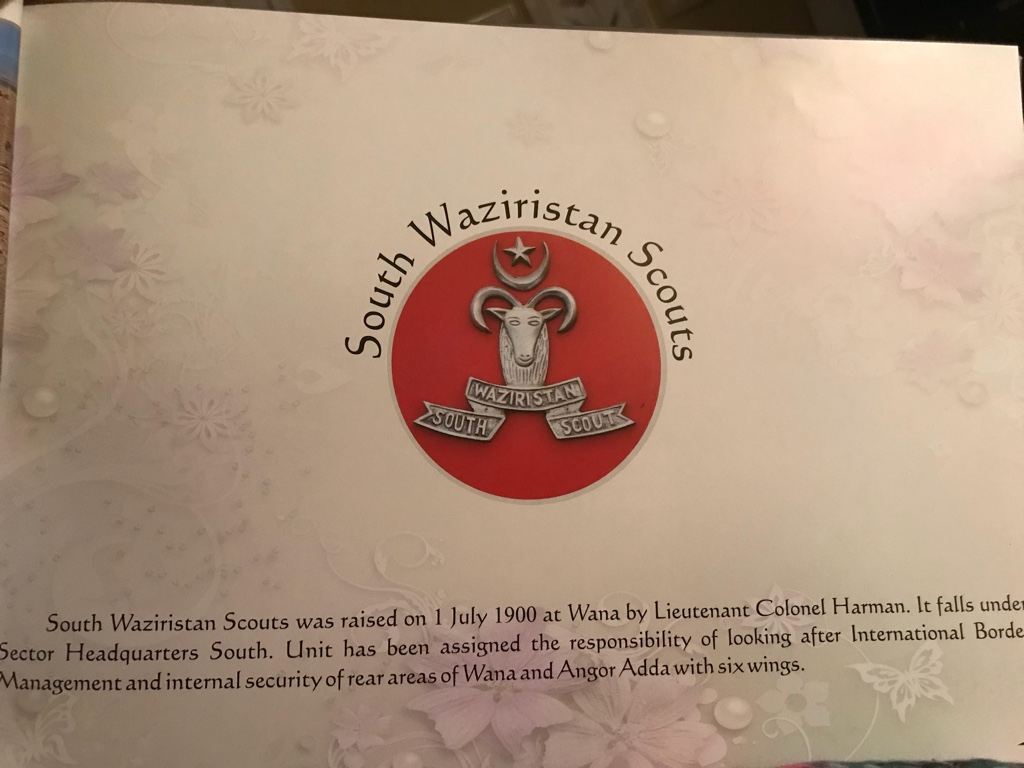 South Waziristan Scouts
WAZIRISTAN
SOUTH SCOUT
South Waziristan Scouts was raised on 1 July 1900 at Wana by Lieutenant Colonel Harman. It falls under
Sector Headquarters South. Unit has been assigned the responsibility of looking after International Borde
Management and internal security of rear areas of Wana and Angor Adda with six wings.